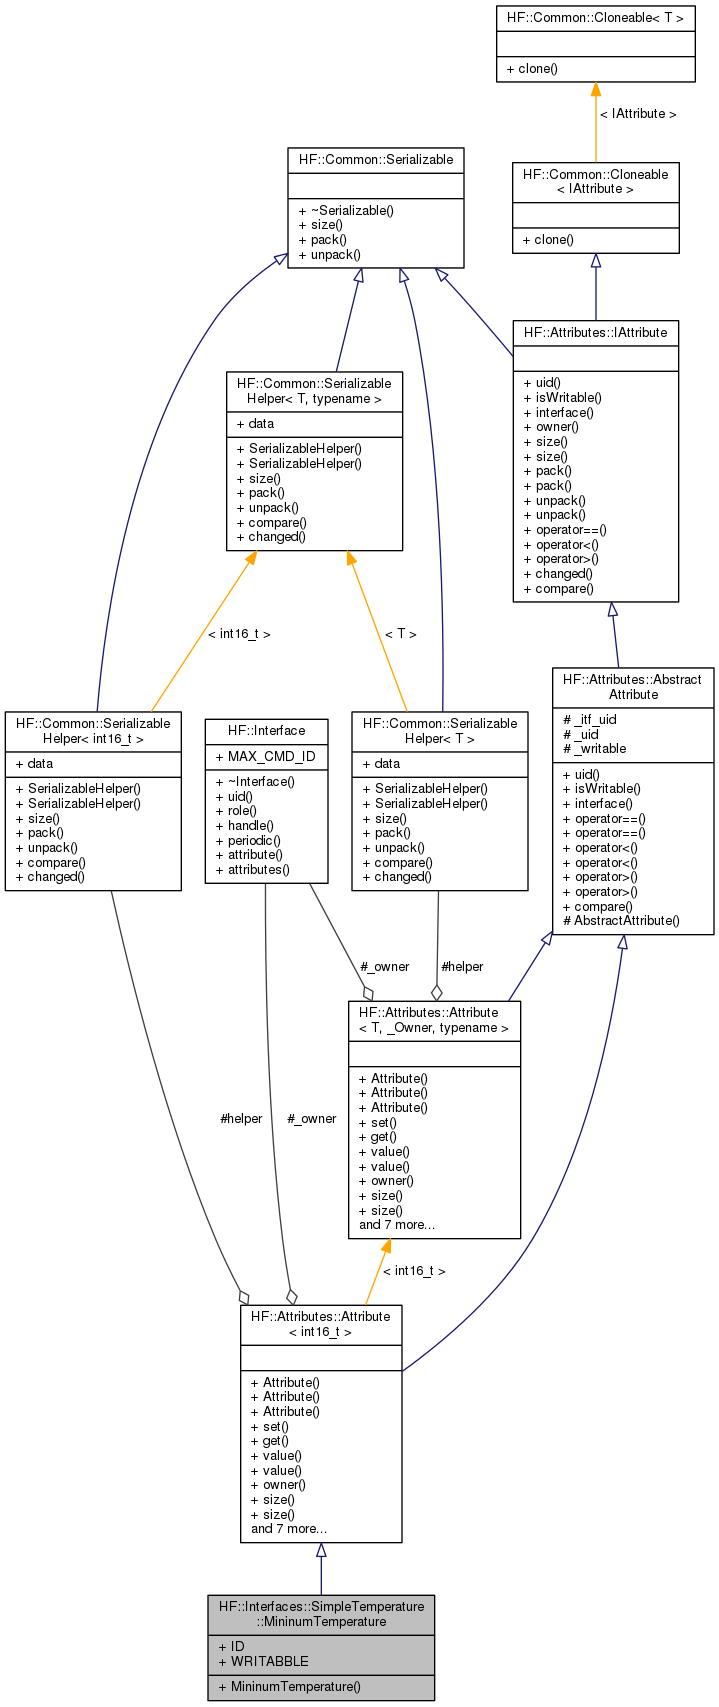 HF::Common::Cloneable< T >
+ clone()
< IAttribute >
HF::Common::Serializable
+ ~Serializable()
+ size()
+ pack()
+ unpack()
HF::Common::Cloneable
< IAttribute >
+ clone()
HF::Attributes::IAttribute
+ uid()
+ isWritable()
+ interface()
+ owner()
+ size()
+ size()
+ pack()
+ pack()
+ unpack()
+ unpack()
+ operator==()
+ operator<()
+ operator>()
+ changed()
+ compare()
HF::Common::Serializable
Helper< T, typename >
+ data
+ SerializableHelper()
+ SerializableHelper()
+ size()
+ pack()
+ unpack()
+ compare()
+ changed()
< int16_t >
< T >
HF::Attributes::Abstract
Attribute
# _itf_uid
# _uid
# _writable
+ uid()
+ isWritable()
+ interface()
+ operator==()
+ operator==()
+ operator<()
+ operator<()
+ operator>()
+ operator>()
+ compare()
# AbstractAttribute()
HF::Common::Serializable
Helper< int16_t >
+ data
+ SerializableHelper()
+ SerializableHelper()
+ size()
+ pack()
+ unpack()
+ compare()
+ changed()
HF::Interface
+ MAX_CMD_ID
+ ~Interface()
+ uid()
+ role()
+ handle()
+ periodic()
+ attribute()
+ attributes()
HF::Common::Serializable
Helper< T >
+ data
+ SerializableHelper()
+ SerializableHelper()
+ size()
+ pack()
+ unpack()
+ compare()
+ changed()
#_owner
#helper
HF::Attributes::Attribute
< T, _Owner, typename >
+ Attribute()
+ Attribute()
+ Attribute()
+ set()
+ get()
+ value()
+ value()
+ owner()
+ size()
+ size()
and 7 more...
#helper
#_owner
< int16_t >
HF::Attributes::Attribute
< int16_t >
+ Attribute()
+ Attribute()
+ Attribute()
+ set()
+ get()
+ value()
+ value()
+ owner()
+ size()
+ size()
and 7 more...
HF::Interfaces::SimpleTemperature
::MininumTemperature
+ ID
+ WRITABBLE
+ MininumTemperature()